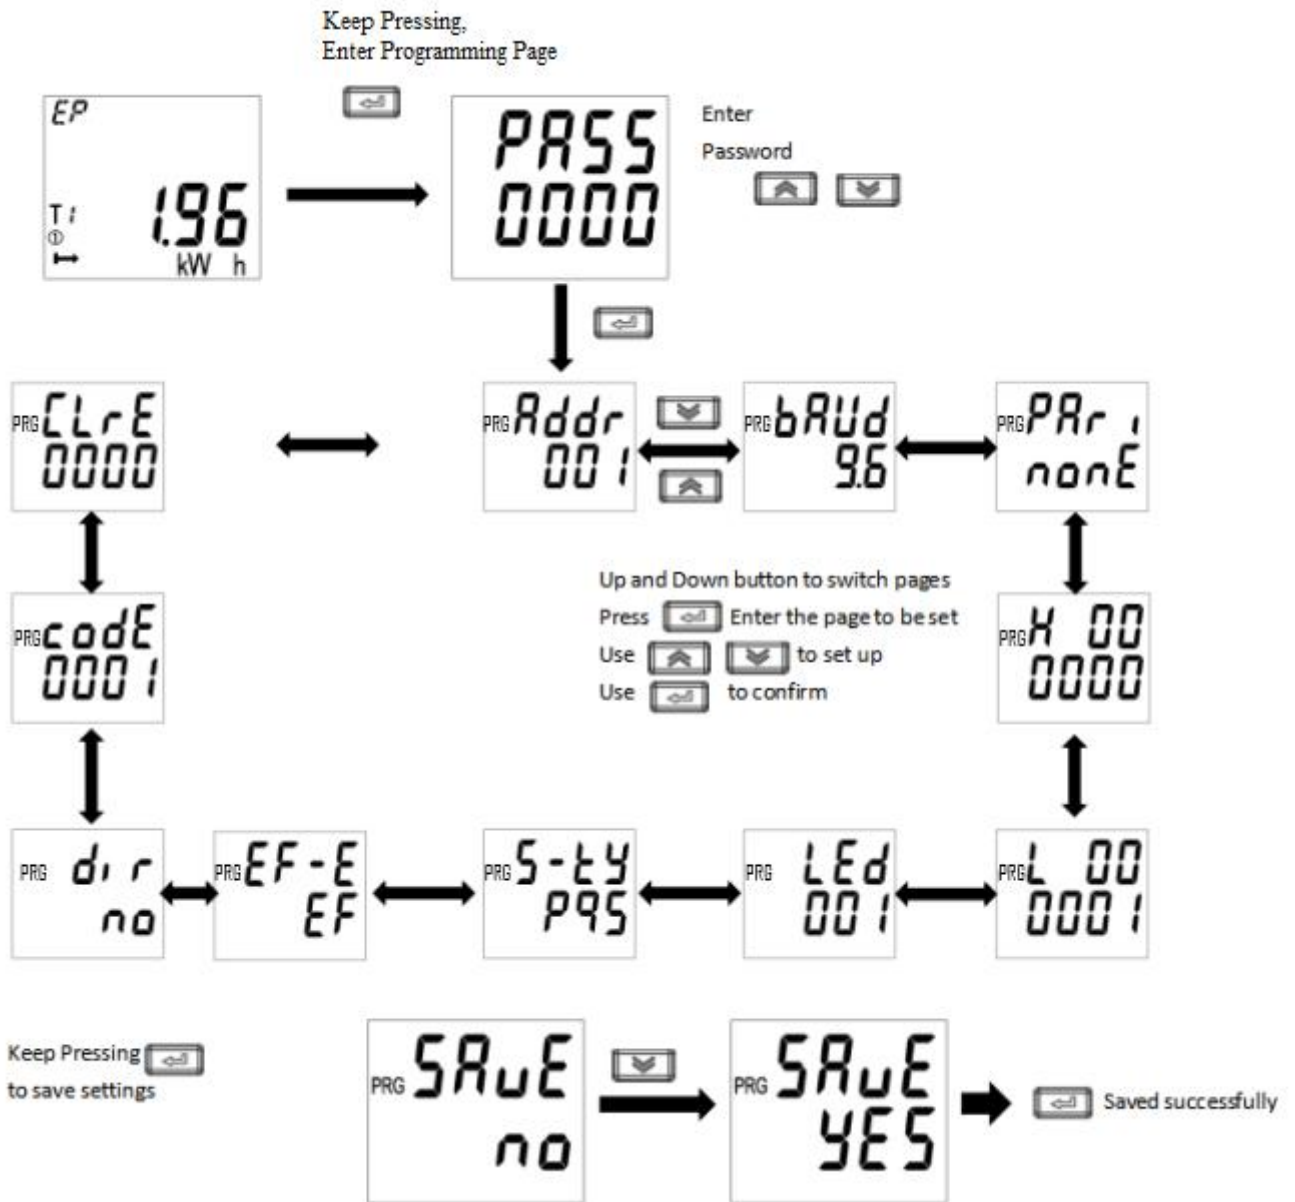 Keep Pressing,
Enter Programming Page
EP
T1
①
1.96
kW h
PASS
0000
Enter
Password
PRG CLrE
0000
PRG Addr
001
PRG bAUd
9.6
PRG PAri
nonE
PRG codE
0001
Up and Down button to switch pages
Press Enter the page to be set
Use to set up
Use to confirm
PRG H 00
0000
PRG dir
no
PRG EF-E
EF
PRG S-ty
PqS
PRG LEd
001
PRG L 00
0001
Keep Pressing
to save settings
PRG SAvE
no
PRG SAvE
YES
Saved successfully